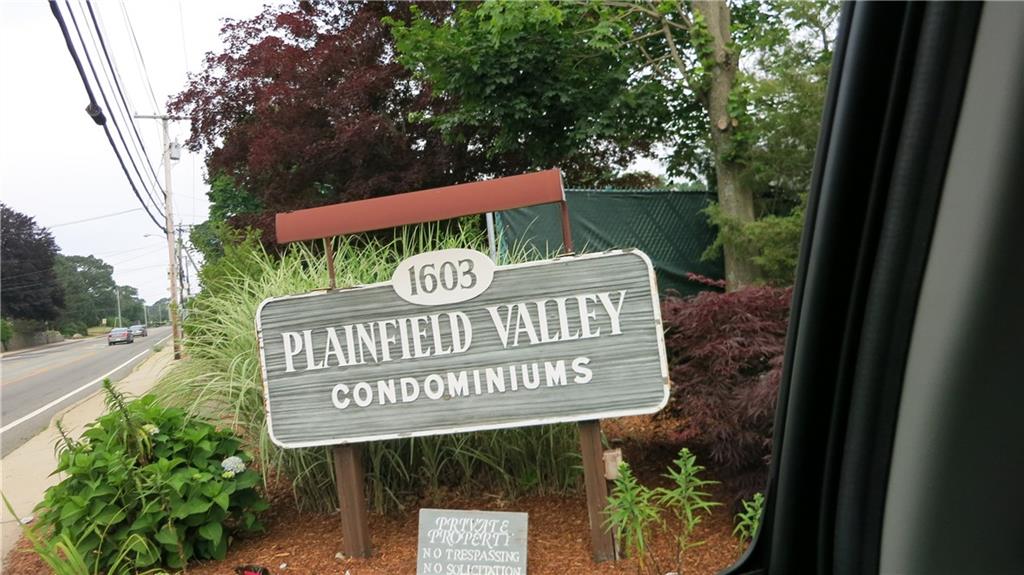 1603
PLAINFIELD VALLEY
CONDOMINIUMS
PRIVATE
PROPERTY
NO TRESPASSING
NO SOLICITATION